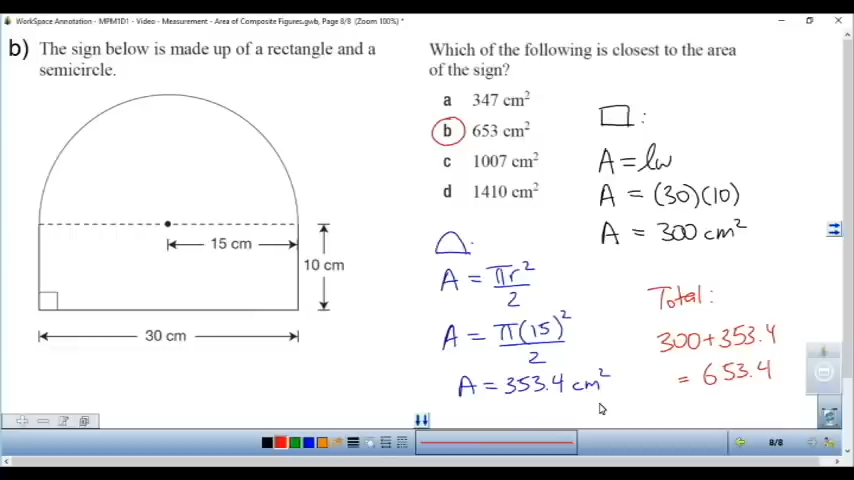 WorkSpace Annotation - MPM1D1 - Video - Measurement - Area of Composite Figures.gwb, Page 8/8 (Zoom 100%) *
b) The sign below is made up of a rectangle and a
semicircle.
15 cm
10 cm
30 cm
Which of the following is closest to the area
of the sign?
a 347 cm²
b 653 cm²
c 1007 cm²
d 1410 cm²
:
A = πr²/2
A = π(15)²/2
A = 353.4 cm²
:
A = lw
A = (30)(10)
A = 300 cm²
Total:
300+353.4
= 653.4
8/8